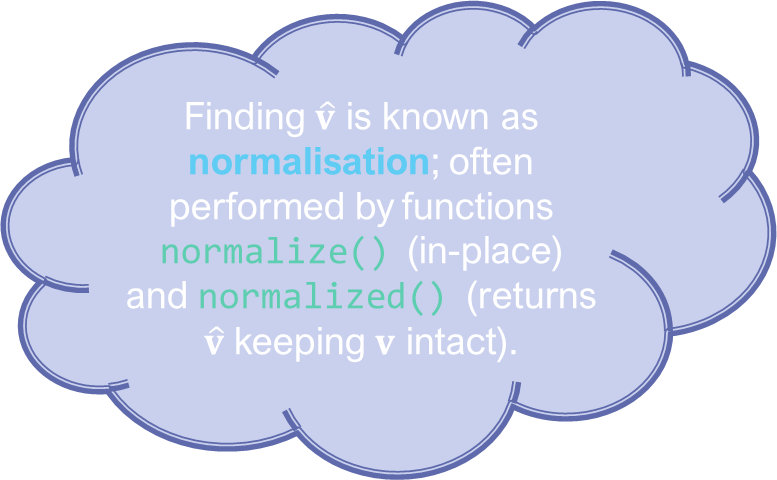 Finding v̂ is known as
normalisation; often
performed by functions
normalize() (in-place)
and normalized() (returns
v̂ keeping v intact).